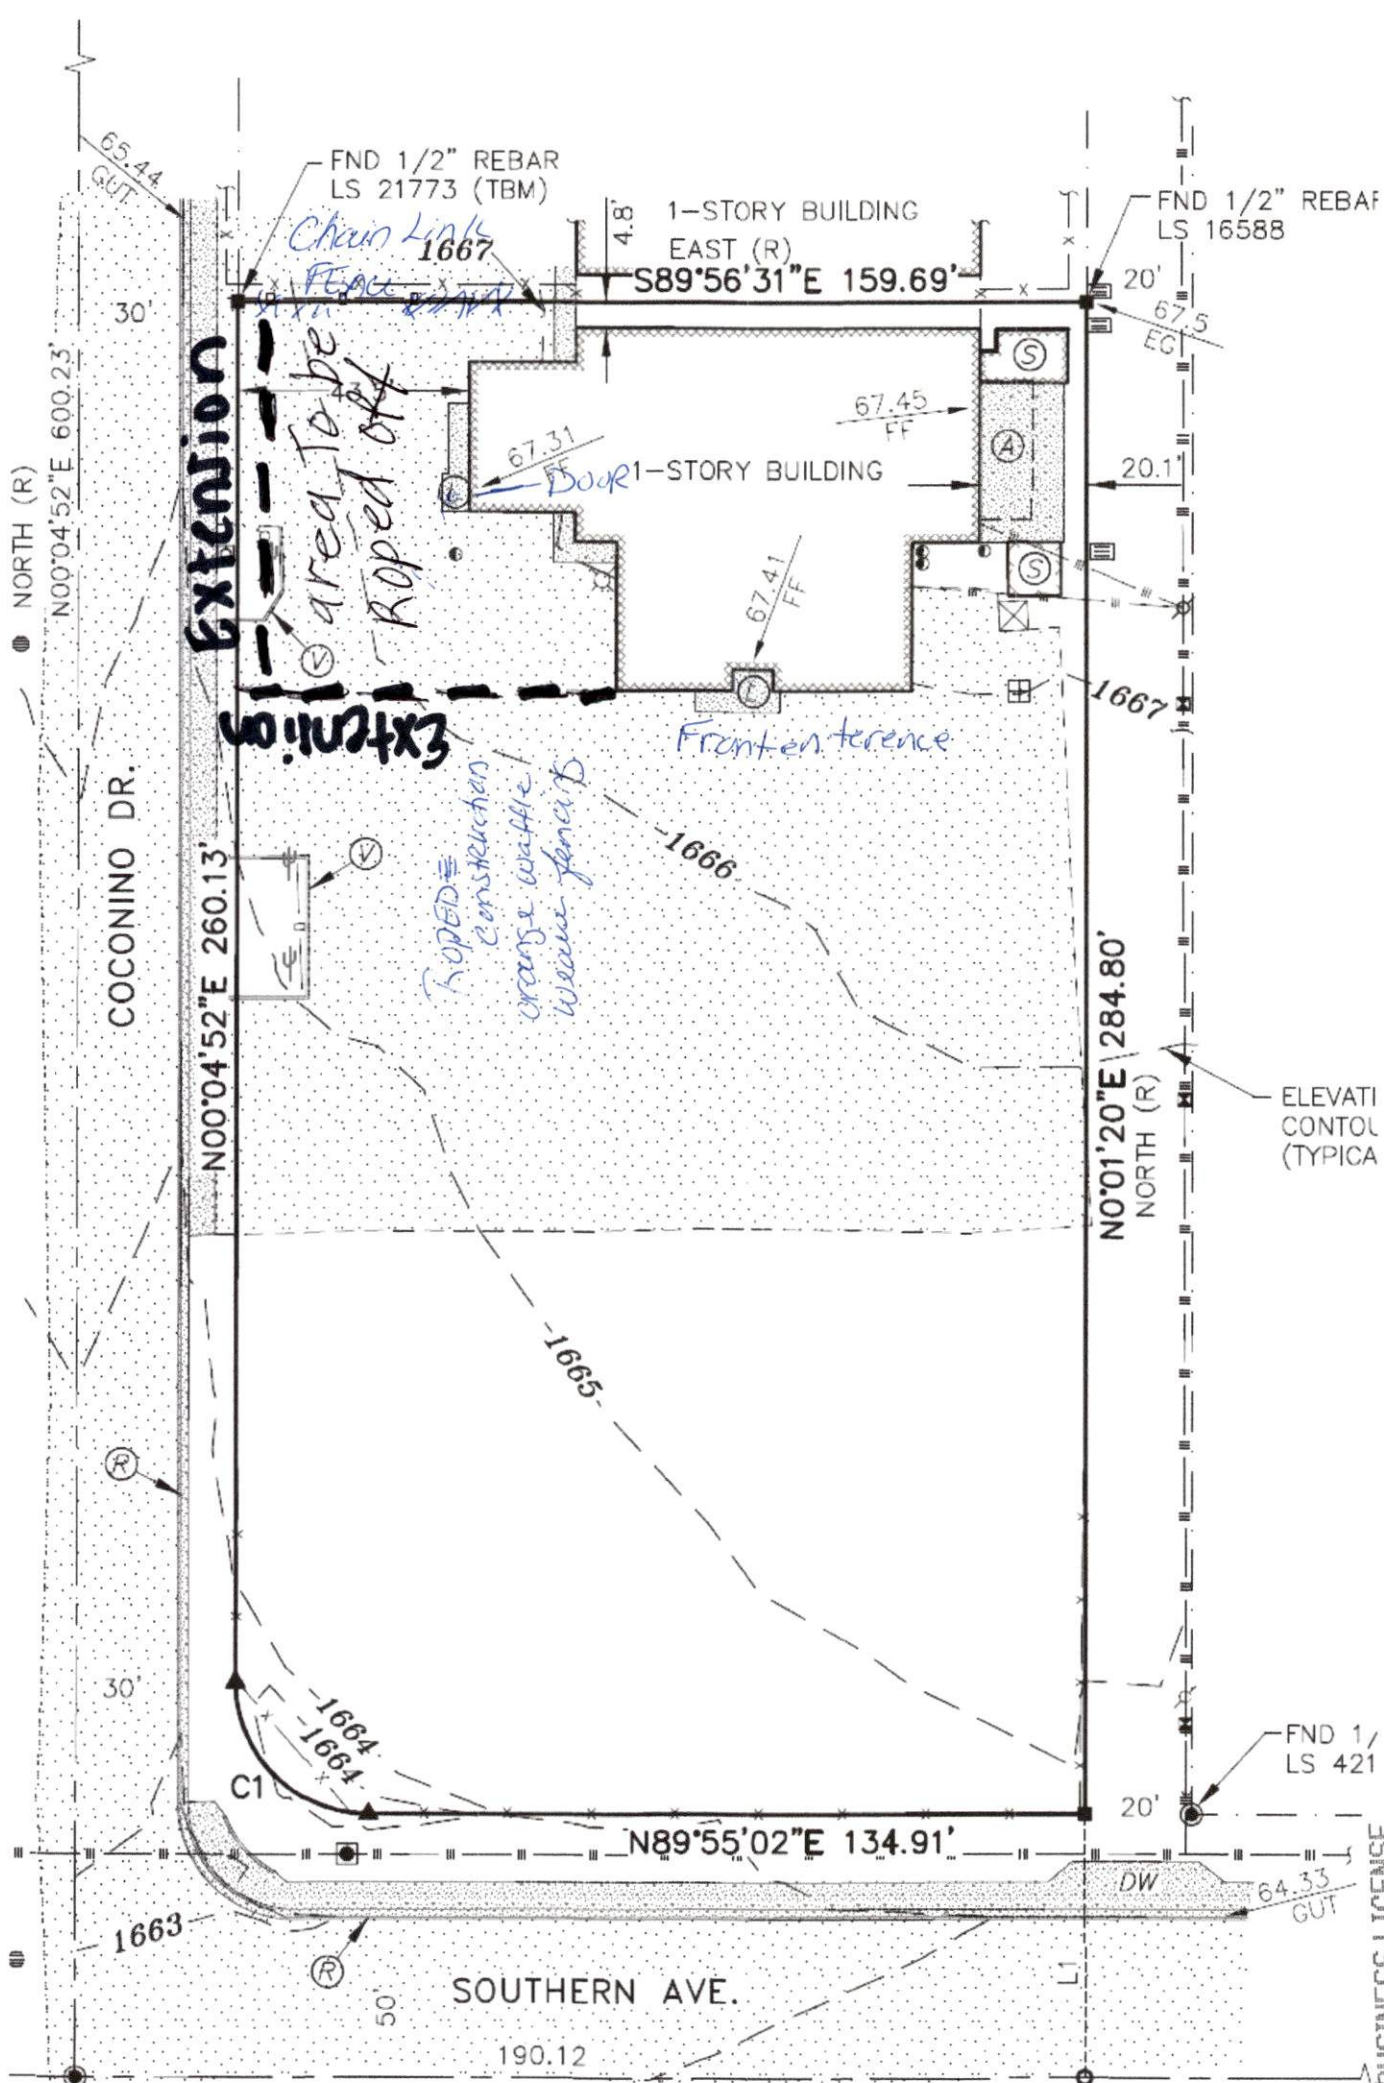 65.44
GUT
FND 1/2" REBAR
LS 21773 (TBM)
Chain Link
FEnce
1667
4.8'
1-STORY BUILDING
EAST (R)
S89°56'31"E 159.69'
FND 1/2" REBAR
LS 16588
20'
67.5
EG
30'
● NORTH (R)
N00°04'52"E 600.23'
Extention
area To be
Roped off
67.31
FF
Door
1-STORY BUILDING
67.45
FF
S
A
20.1'
S
67.41
FF
V
E
1667
Extention
Front enterence
ROPED =
Construction
orange waffle
weave fencing
1666
COCONINO DR.
V
N00°04'52"E 260.13'
N0°01'20"E 284.80'
NORTH (R)
ELEVATI
CONTOU
(TYPICA
1665
R
30'
1664
1664
C1
FND 1/
LS 421
20'
N89°55'02"E 134.91'
DW
64.33
GUT
1663
R
50'
SOUTHERN AVE.
L1
190.12
BUSINESS LICENSE